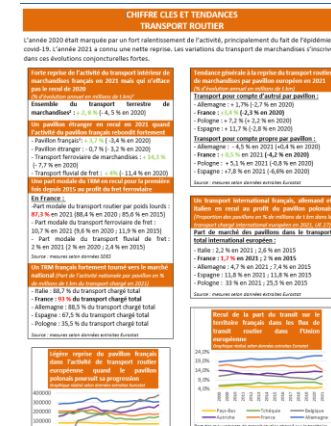 CHIFFRE CLES ET TENDANCES
TRANSPORT ROUTIER
L'année 2020 était marquée par un fort ralentissement de l'activité, principalement du fait de l'épidémie
covid-19. L'année 2021 a connu une nette reprise. Les variations du transport de marchandises s'inscrive
dans ces évolutions conjoncturelles fortes.
Forte reprise de l'activité du transport intérieur de
marchandises français en 2021 mais qui n'efface
pas le recul de 2020
(% d'évolution annuel en millions de t.km)
Ensemble du transport terrestre de
marchandises
Un pavillon étranger en recul en 2021 quand
l'activité du pavillon français rebondit fortement
- Pavillon français
- Pavillon étranger : -0,7 % (- 3,2 % en 2020)
- Transport ferroviaire de marchandises : + 14,3 %
(- 7,7 % en 2020)
- Transport fluvial de fret : (- 11,4 % en 2020)
Une part modale du TRM en recul pour la première
fois depuis 2015 au profit du fret ferroviaire
En France :
-Part modale du transport routier par poids lourds :
87,3 % en 2021 (88,4 % en 2020 ; 85,6 % en 2015)
- Part modale du transport ferroviaire de fret :
10,7 % en 2021 (9,6 % en 2020 ; 11,9 % en 2015)
- Part modale du transport fluvial de fret :
2 % en 2021 (2 % en 2020 ; 2,4 % en 2015)
Source : mesures selon données SDES
Un TRM français fortement tourné vers le marché
national
- Italie : 88,7 % du transport chargé total
- France : 93 % du transport chargé total
- Allemagne : 88,5 % du transport chargé total
- Espagne : 67,5 % du transport chargé total
- Pologne : 35,5 % du transport chargé total
Source : mesures selon données extraites Eurostat
Légère reprise du pavillon français
dans l'activité de transport routier
européenne quand le pavillon
polonais poursuit sa progression
400000
300000
200000
Tendance générale à la reprise du transport routier
de marchandises par pavillon européen en 2021
(% d'évolution annuel en millions de t.km)
Transport pour compte d'autrui par pavillon :
- Allemagne : + 1,7% (-2,7 % en 2020)
- France : (-2,3 % en 2020)
- Pologne : + 7,2 % (+ 2,2 % en 2020)
- Espagne : + 11,7 % (-2,8 % en 2020)
Transport pour compte propre par pavillon :
- Allemagne : - 4,5 % en 2021 (+0,4 % en 2020)
- France : en 2021 (-4,2 % en 2020)
- Pologne : + 5,1 % en 2021 (-0,8 % en 2020)
- Espagne : +7,8 % en 2021 (-6,6% en 2020)
Source : mesures selon données extraites Eurostat
Un transport international français, allemand et
italien en recul au profit du pavillon polonais
Part de marché des pavillons dans le transport
total international européen :
- Italie : 2,2 % en 2021 ; 2,6 % en 2015
- France : 1,7 % en 2021 ; 2 % en 2015
- Allemagne : 4,7 % en 2021 ; 7,4 % en 2015
- Espagne : 11,8 % en 2021 ; 11,8 % en 2015
- Pologne : 33 % en 2021 ; 25,5 % en 2015
Source : mesures selon données extraites Eurostat
Recul de la part du transit sur le
territoire français dans les flux de
transit routier dans l'Union
européenne
24,0%
19,0%
14,0%
9,0%
4,0%
Pays-Bas
Tchéquie
Belgique
Autriche
France
Allemagne